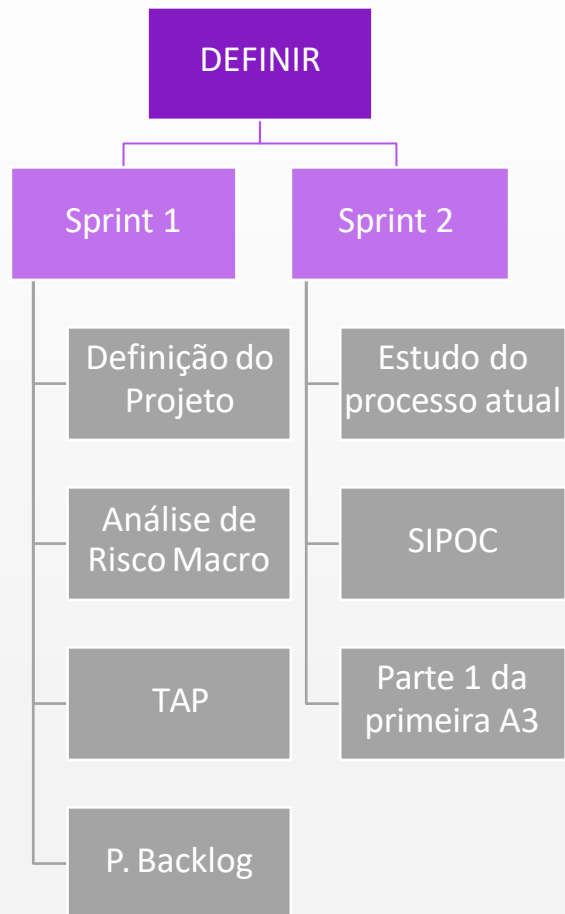 DEFINIR
Sprint 1
Sprint 2
Definição do
Projeto
Análise de
Risco Macro
TAP
P. Backlog
Estudo do
processo atual
SIPOC
Parte 1 da
primeira A3